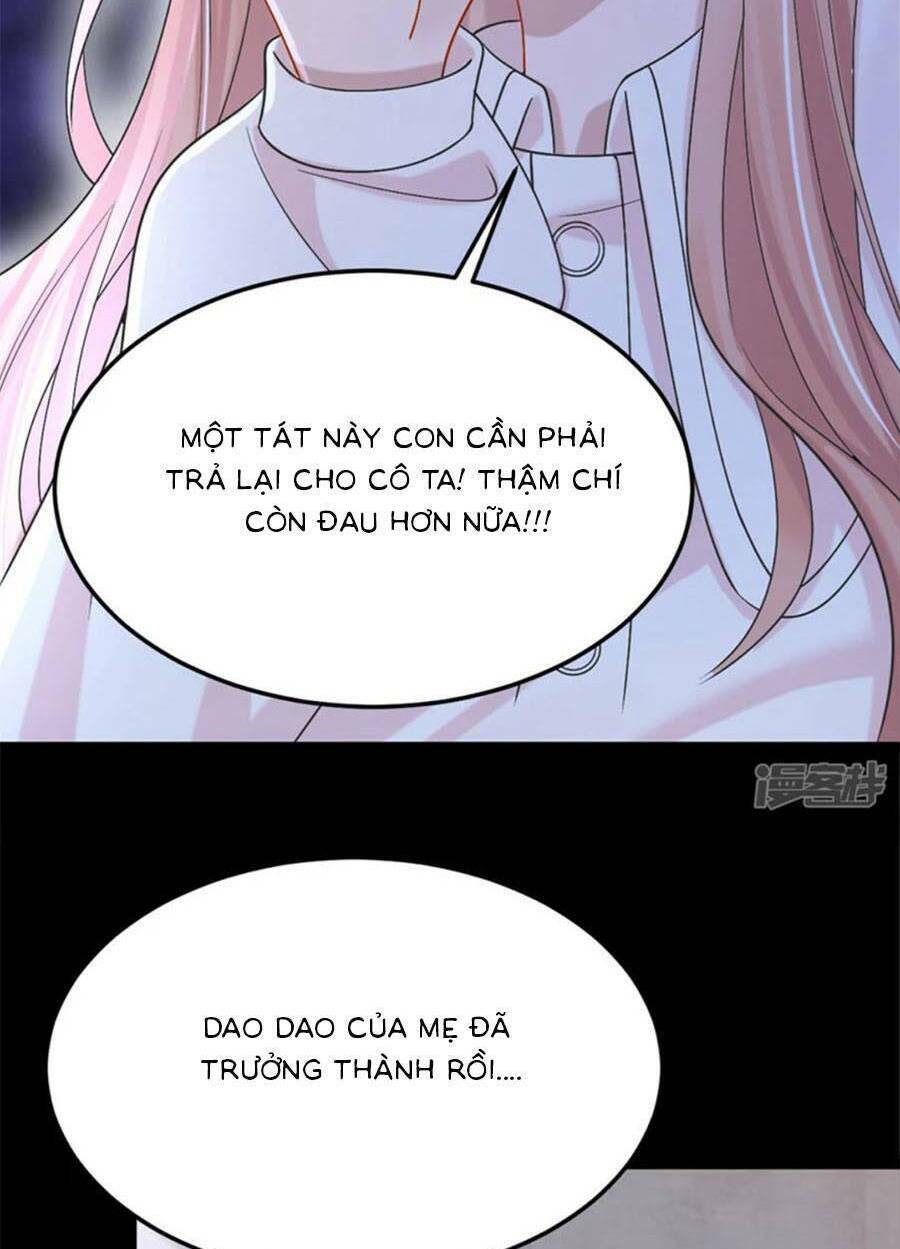 MỘT TÁT NÀY CON CẦN PHẢI
TRẢ LẠI CHO CÔ TA! THẬM CHÍ
CÒN ĐAU HƠN NỮA!!!
漫客栈
DAO DAO CỦA MẸ ĐÃ
TRƯỞNG THÀNH RỒI....